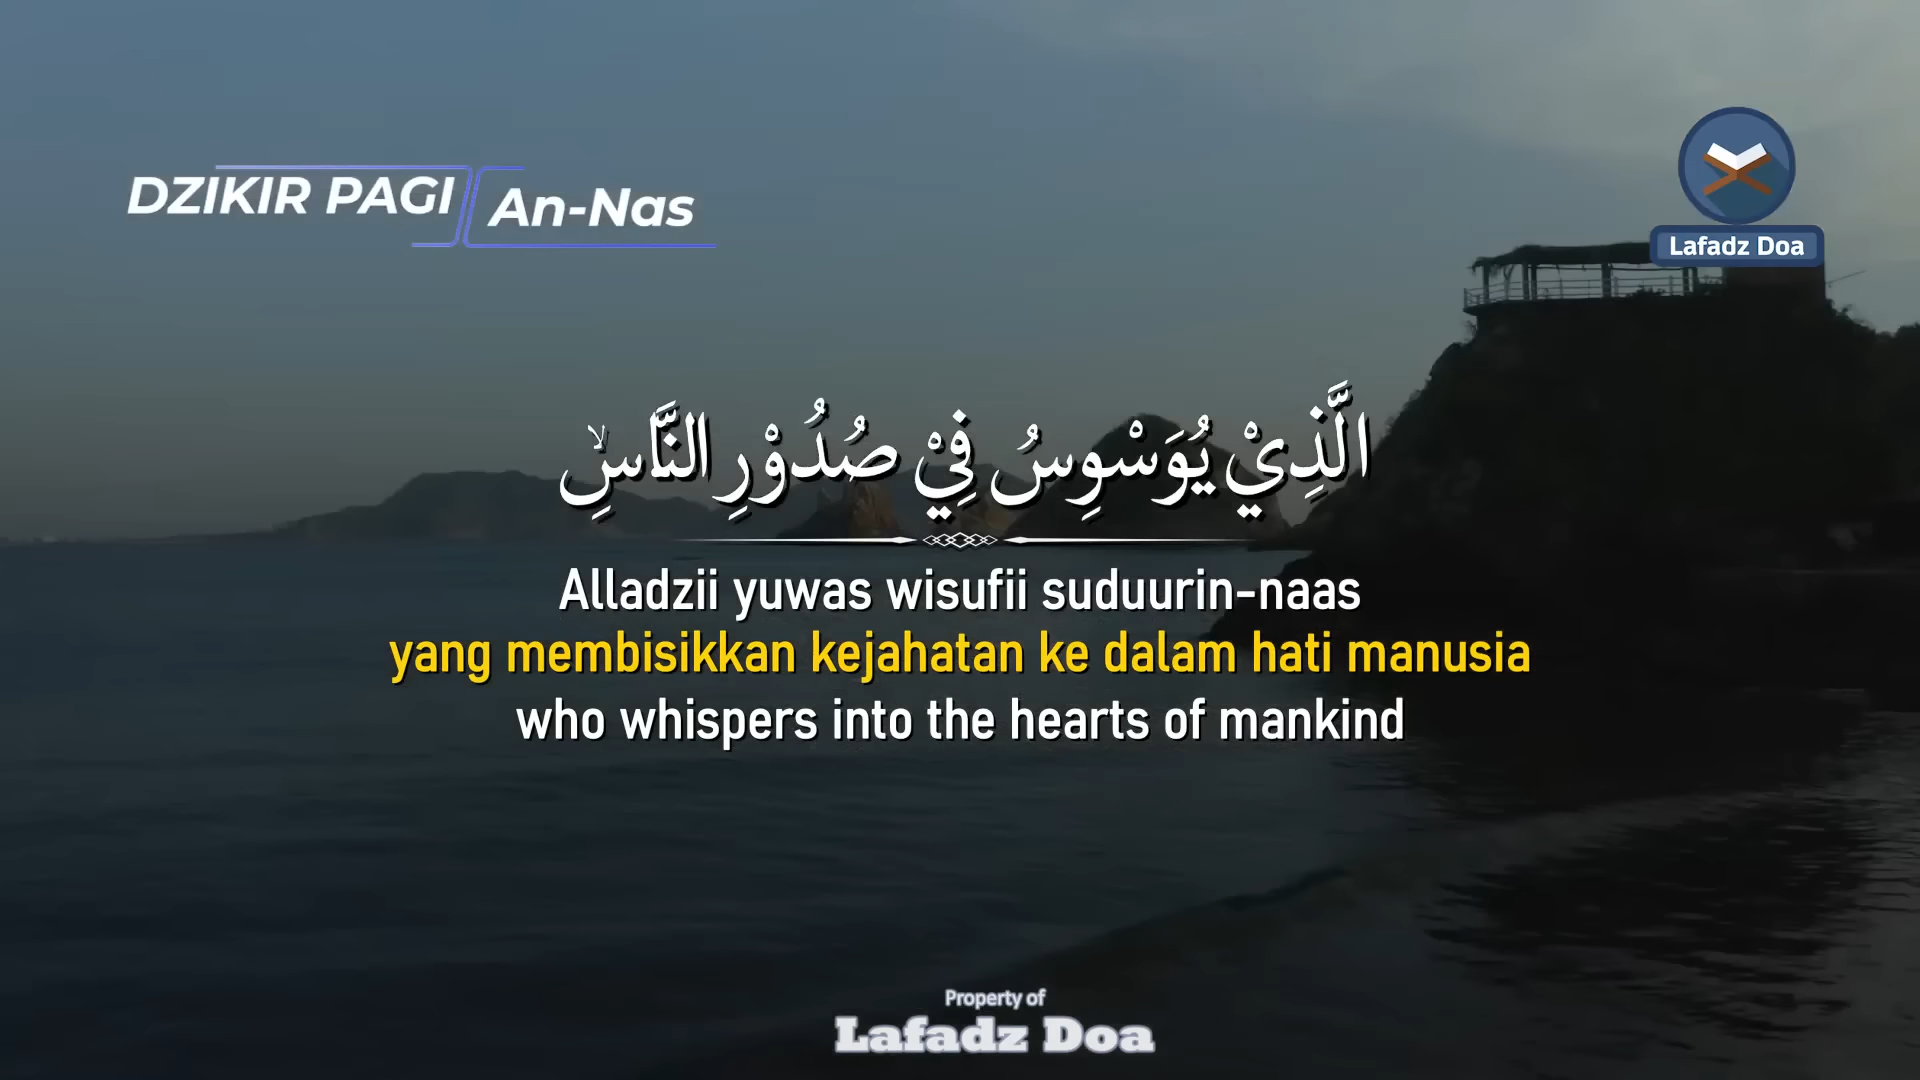 DZIKIR PAGI
An-Nas
Lafadz Doa
الَّذِيْ يُوَسْوِسُ فِيْ صُدُوْرِ النَّاسِۙ
Alladzii yuwas wisufii suduurin-naas
yang membisikkan kejahatan ke dalam hati manusia
who whispers into the hearts of mankind
Property of
Lafadz Doa